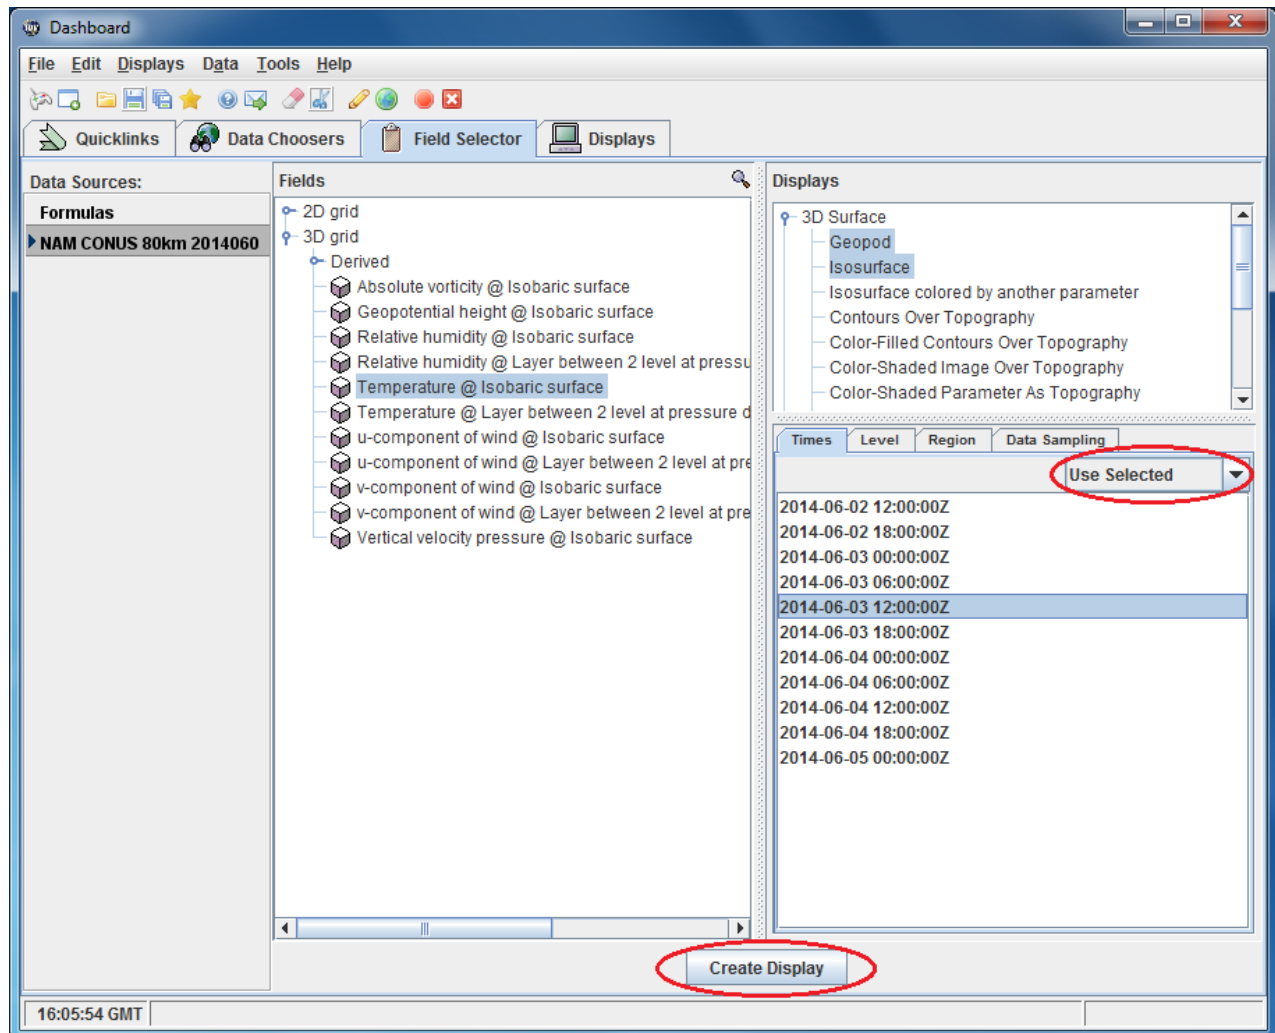 Dashboard
File Edit Displays Data Tools Help
Quicklinks Data Choosers Field Selector Displays
Data Sources:
Formulas
NAM CONUS 80km 2014060
Fields
2D grid
3D grid
Derived
Absolute vorticity @ Isobaric surface
Geopotential height @ Isobaric surface
Relative humidity @ Isobaric surface
Relative humidity @ Layer between 2 level at pressu
Temperature @ Isobaric surface
Temperature @ Layer between 2 level at pressure d
u-component of wind @ Isobaric surface
u-component of wind @ Layer between 2 level at pre
v-component of wind @ Isobaric surface
v-component of wind @ Layer between 2 level at pre
Vertical velocity pressure @ Isobaric surface
Displays
3D Surface
Geopod
Isosurface
Isosurface colored by another parameter
Contours Over Topography
Color-Filled Contours Over Topography
Color-Shaded Image Over Topography
Color-Shaded Parameter As Topography
Times Level Region Data Sampling
Use Selected
2014-06-02 12:00:00Z
2014-06-02 18:00:00Z
2014-06-03 00:00:00Z
2014-06-03 06:00:00Z
2014-06-03 12:00:00Z
2014-06-03 18:00:00Z
2014-06-04 00:00:00Z
2014-06-04 06:00:00Z
2014-06-04 12:00:00Z
2014-06-04 18:00:00Z
2014-06-05 00:00:00Z
Create Display
16:05:54 GMT